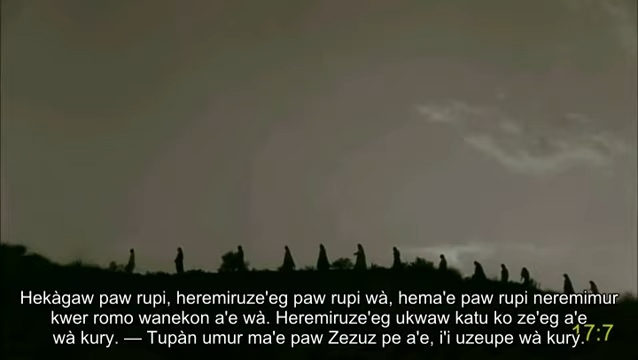 Hekàgaw paw rupi, heremiruze'eg paw rupi wà, hema'e paw rupi neremimur
kwer romo wanekon a'e wà. Heremiruze'eg ukwaw katu ko ze'eg a'e
wà kury. — Tupàn umur ma'e paw Zezuz pe a'e, i'i uzeupe wà kury.
17:7